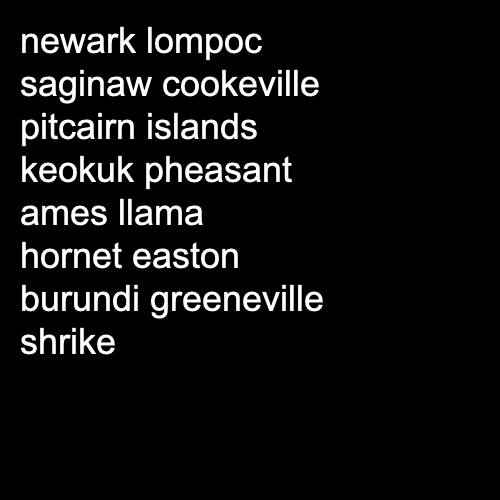 newark lompoc
saginaw cookeville
pitcairn islands
keokuk pheasant
ames llama
hornet easton
burundi greeneville
shrike